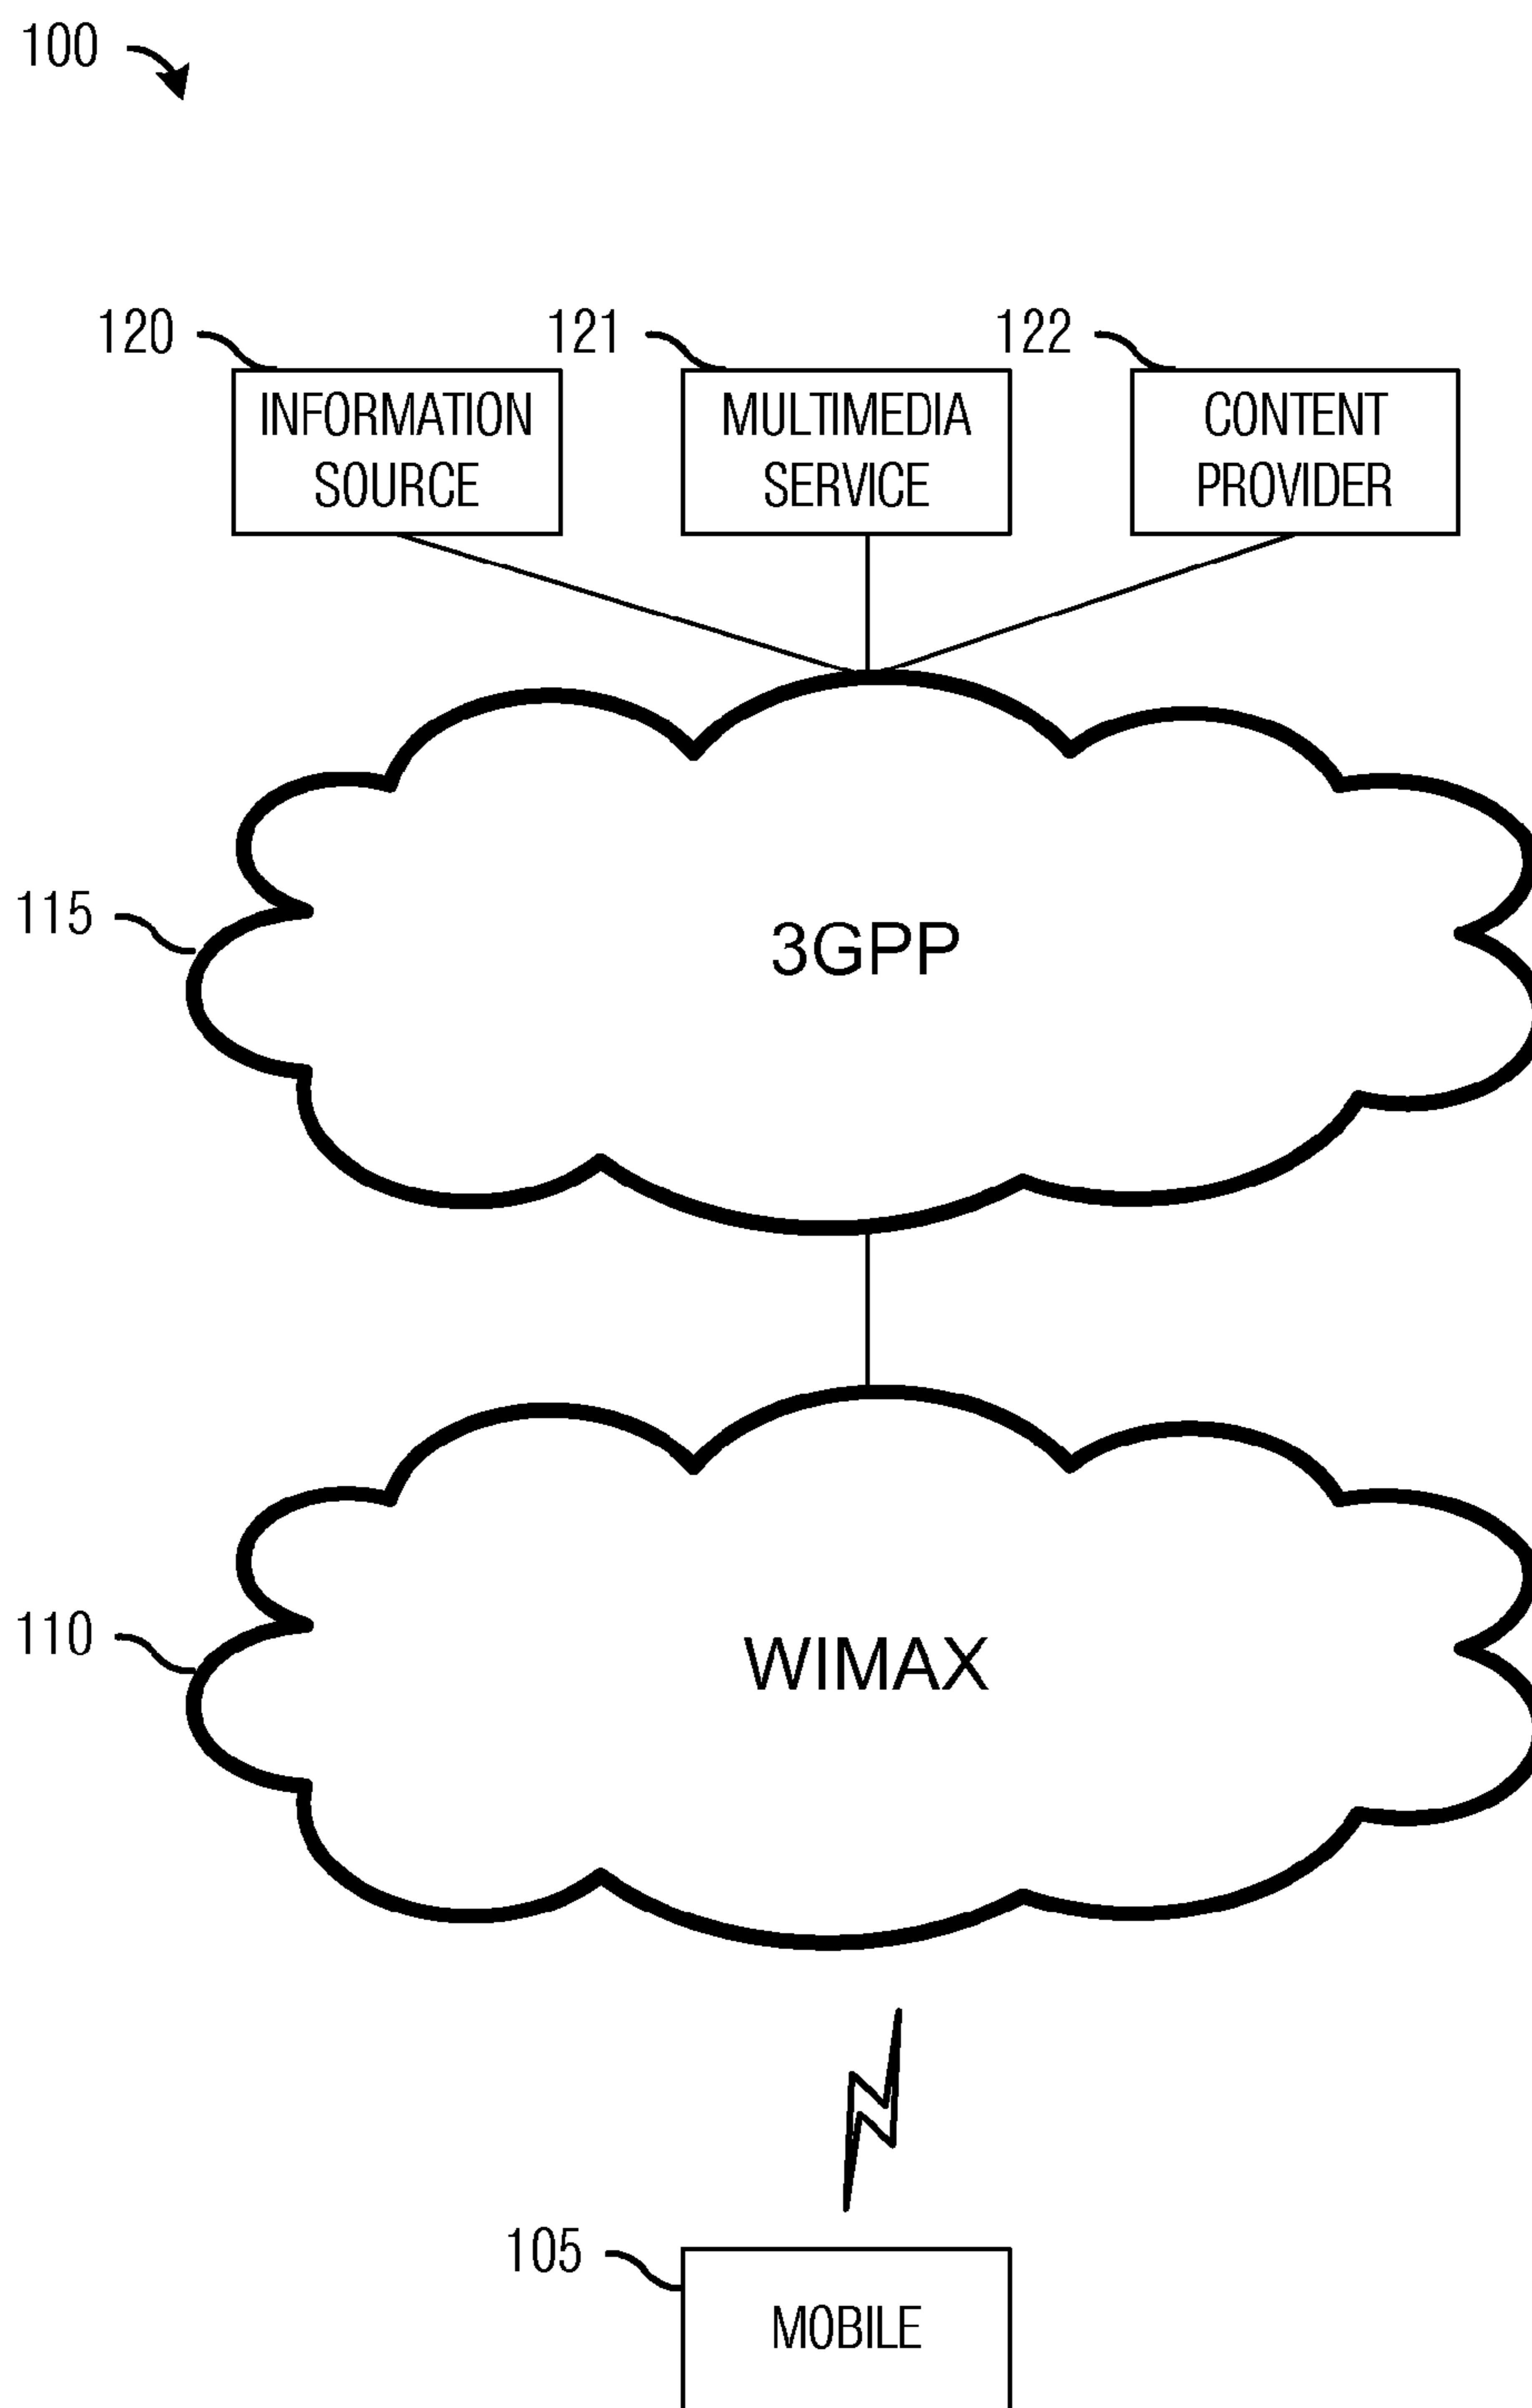 100
120
121
122
INFORMATION
SOURCE
MULTIMEDIA
SERVICE
CONTENT
PROVIDER
115
3GPP
110
WIMAX
105
MOBILE